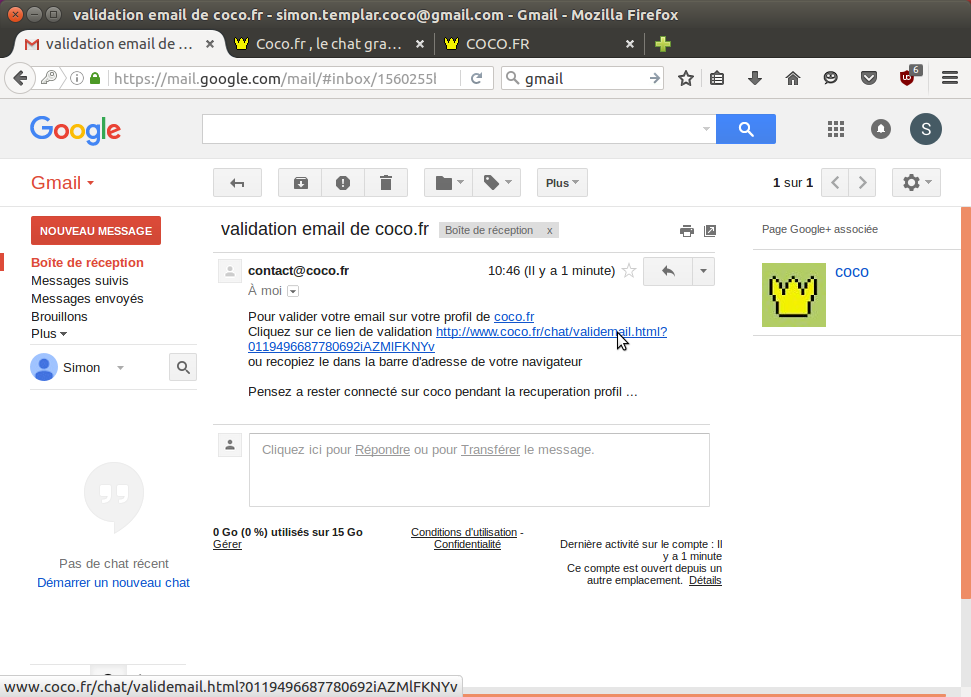 validation email de coco.fr - simon.templar.coco@gmail.com - Gmail - Mozilla Firefox
validation email de ... × Coco.fr , le chat gra... × COCO.FR ×
https://mail.google.com/mail/#inbox/1560255l gmail 6
Google S
Gmail Plus 1 sur 1
NOUVEAU MESSAGE
validation email de coco.fr Boîte de réception x
Page Google+ associée
coco
Boîte de réception
Messages suivis
Messages envoyés
Brouillons
Plus
Simon
contact@coco.fr 10:46 (Il y a 1 minute)
À moi
Pour valider votre email sur votre profil de coco.fr
Cliquez sur ce lien de validation http://www.coco.fr/chat/validemail.html?
0119496687780692iAZMlFKNYv
ou recopiez le dans la barre d'adresse de votre navigateur
Pensez a rester connecté sur coco pendant la recuperation profil ...
Cliquez ici pour Répondre ou pour Transférer le message.
0 Go (0 %) utilisés sur 15 Go
Gérer
Conditions d'utilisation -
Confidentialité
Dernière activité sur le compte : Il
y a 1 minute
Ce compte est ouvert depuis un
autre emplacement. Détails
Pas de chat récent
Démarrer un nouveau chat
www.coco.fr/chat/validemail.html?0119496687780692iAZMlFKNYv